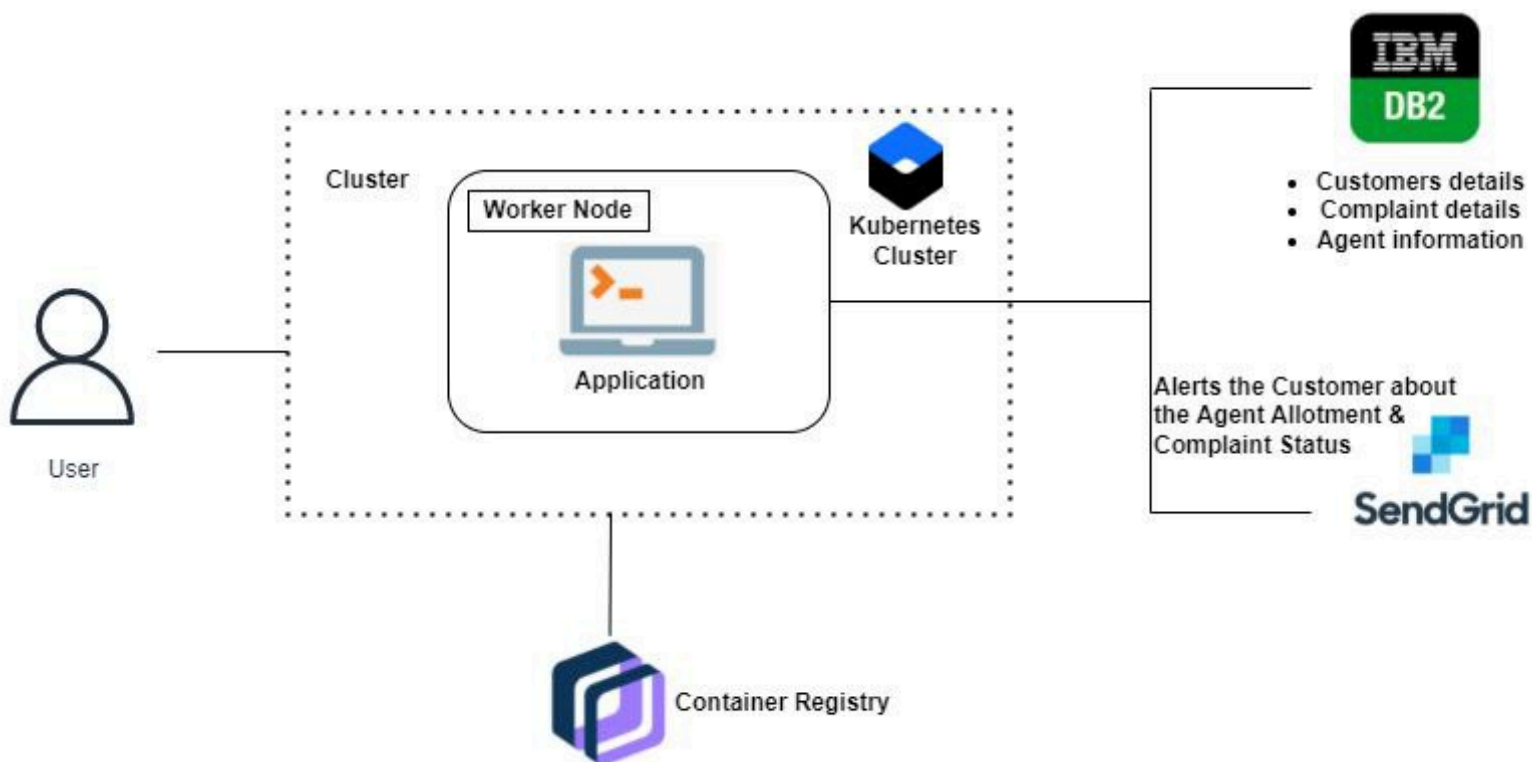 IBM
DB2
Customers details
Complaint details
Agent information
Cluster
Worker Node
Kubernetes
Cluster
Application
User
Alerts the Customer about
the Agent Allotment &
Complaint Status
SendGrid
Container Registry